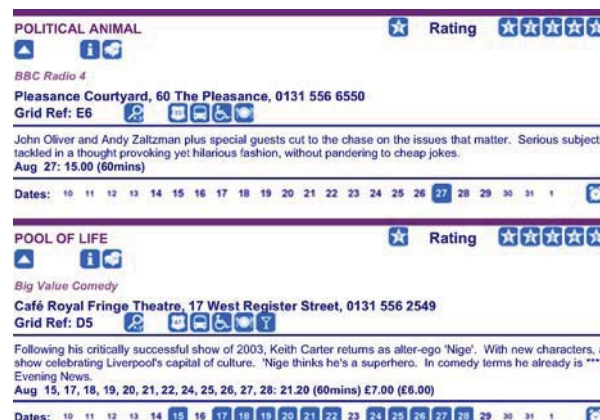 POLITICAL ANIMAL
Rating
BBC Radio 4
Pleasance Courtyard, 60 The Pleasance, 0131 556 6550
Grid Ref: E6
John Oliver and Andy Zaltzman plus special guests cut to the chase on the issues that matter. Serious subjects
tackled in a thought provoking yet hilarious fashion, without pandering to cheap jokes.
Aug 27: 15.00 (60mins)
Dates: 10 11 12 13 14 15 16 17 18 19 20 21 22 23 24 25 26 27 28 29 30 31 1
POOL OF LIFE
Rating
Big Value Comedy
Café Royal Fringe Theatre, 17 West Register Street, 0131 556 2549
Grid Ref: D5
Following his critically successful show of 2003, Keith Carter returns as alter-ego 'Nige'. With new characters,
show celebrating Liverpool's capital of culture. 'Nige thinks he's a superhero. In comedy terms he already is ****
Evening News.
Aug 15, 17, 18, 19, 20, 21, 22, 24, 25, 26, 27, 28: 21.20 (60mins) £7.00 (£6.00)
Dates: 10 11 12 13 14 15 16 17 18 19 20 21 22 23 24 25 26 27 28 29 30 31 1